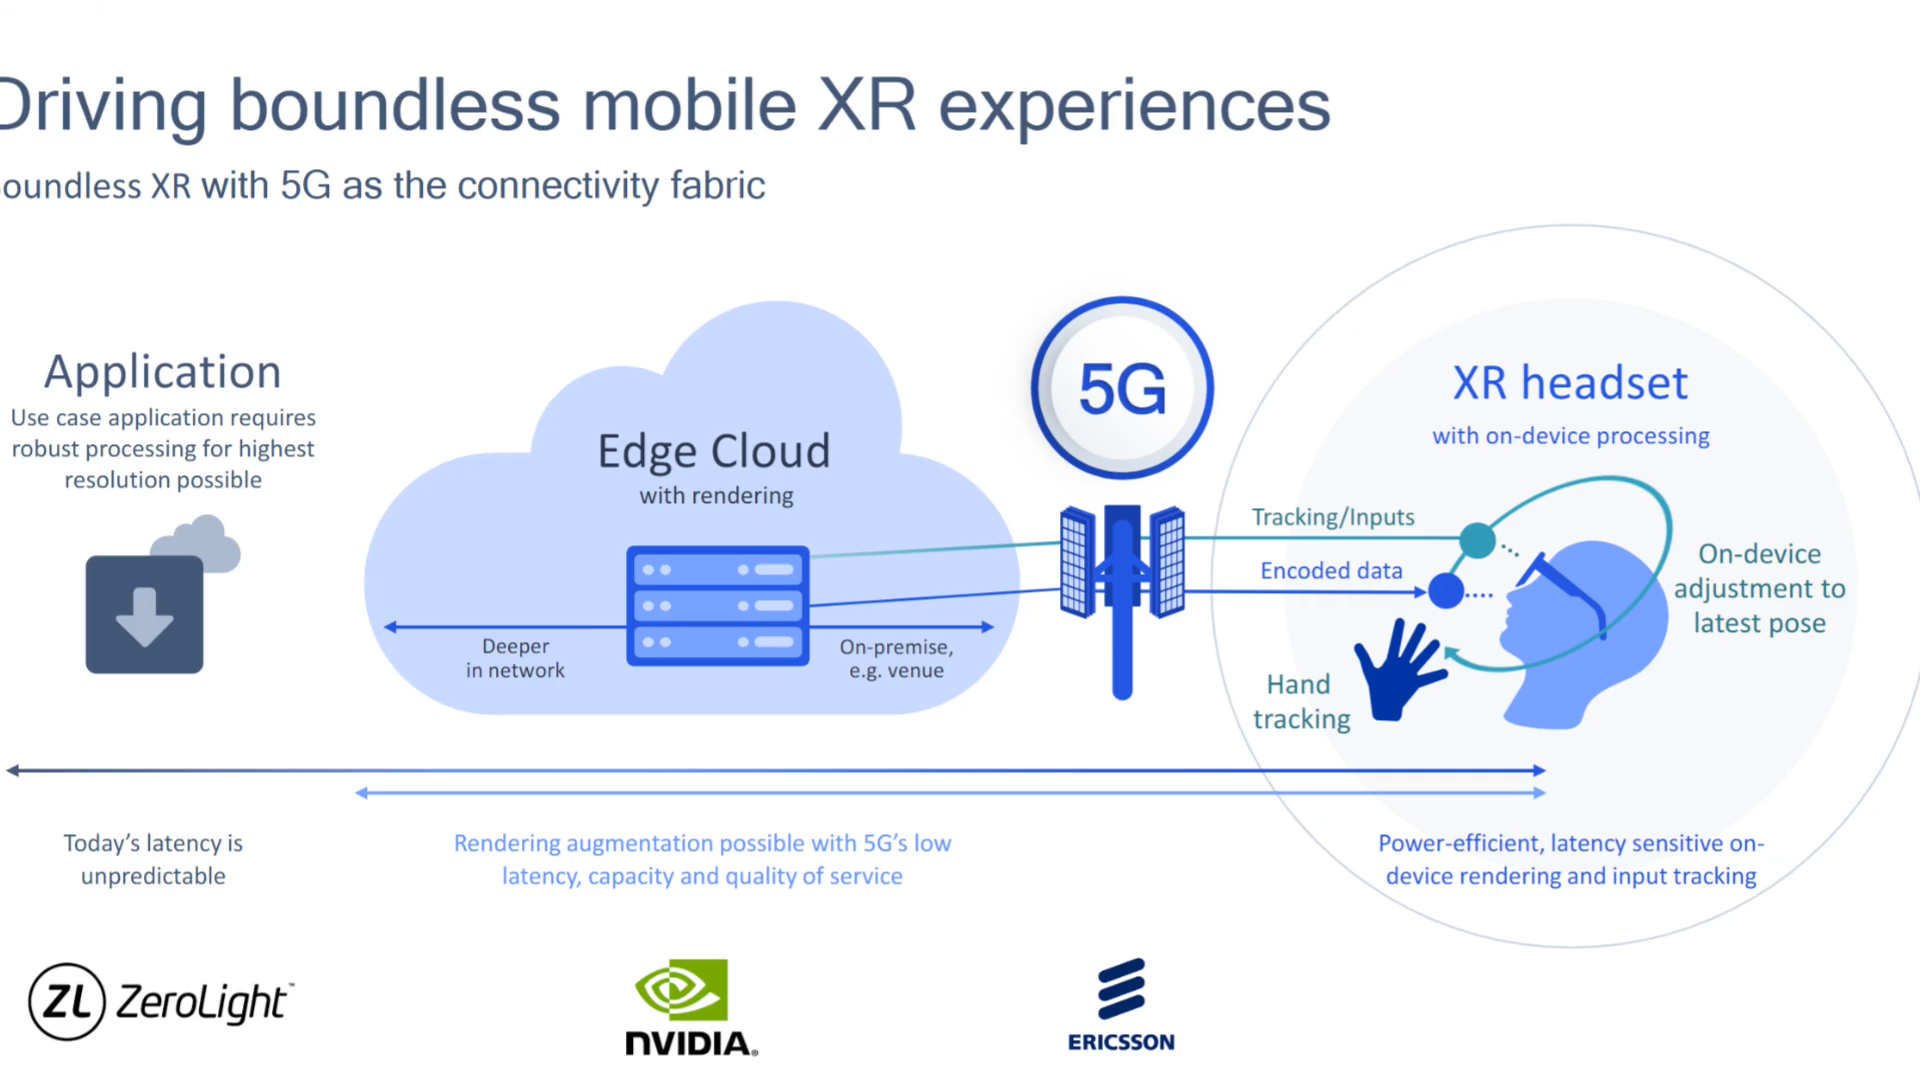 Driving boundless mobile XR experiences
oundless XR with 5G as the connectivity fabric
Application
Use case application requires
robust processing for highest
resolution possible
Edge Cloud
with rendering
Deeper
in network
On-premise,
e.g. venue
5G
XR headset
with on-device processing
Tracking/Inputs
Encoded data
On-device
adjustment to
latest pose
Hand
tracking
Today's latency is
unpredictable
Rendering augmentation possible with 5G's low
latency, capacity and quality of service
Power-efficient, latency sensitive on-
device rendering and input tracking
ZL ZeroLight™
NVIDIA®
ERICSSON